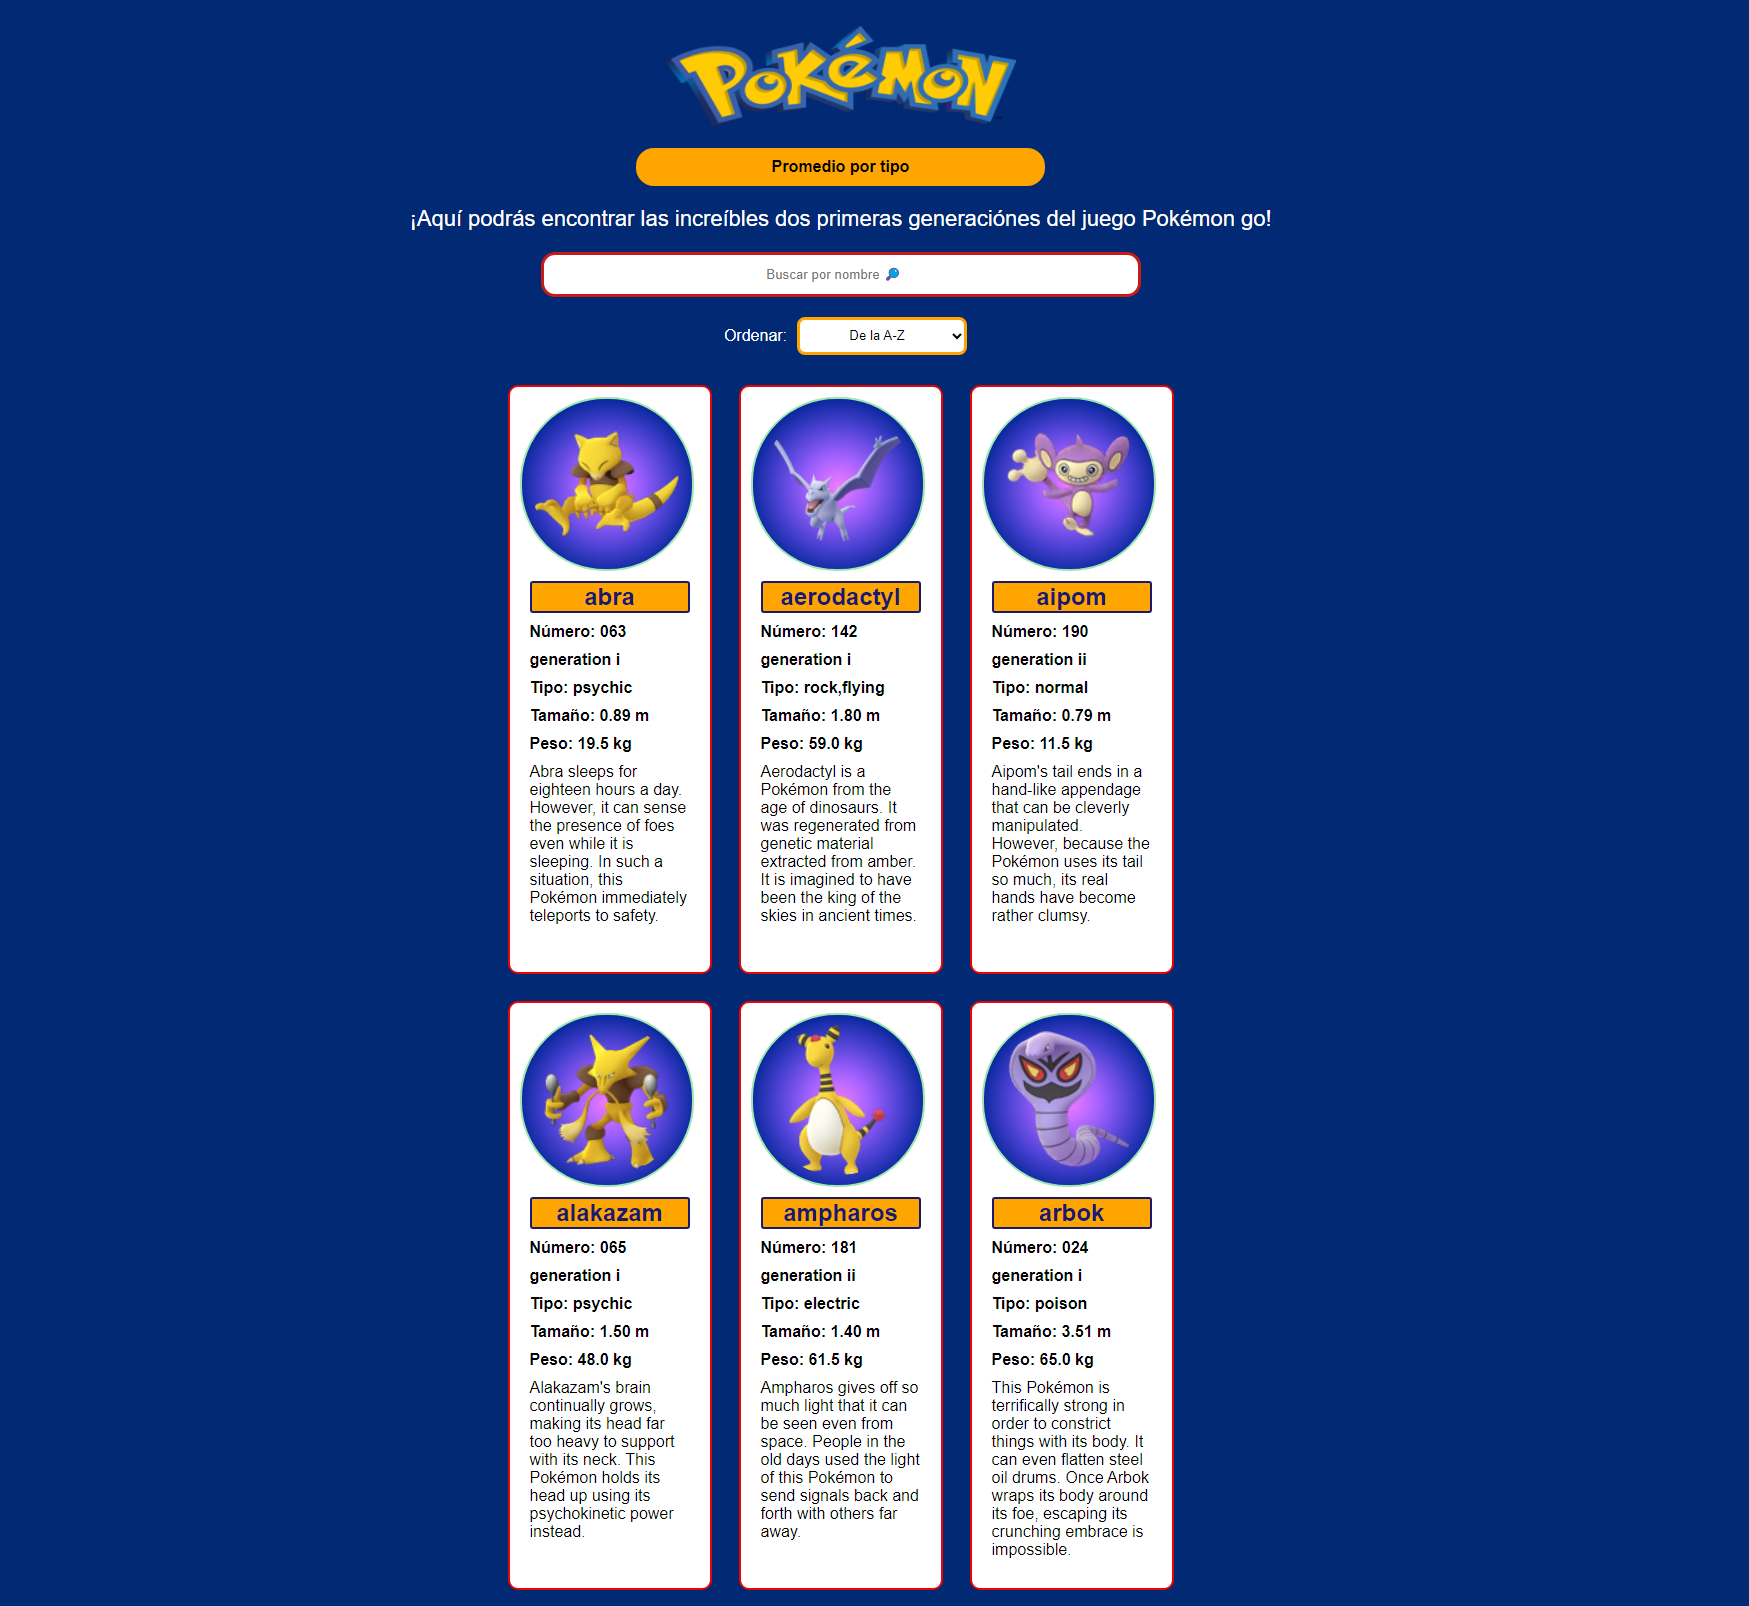 POKéMON
Promedio por tipo
¡Aquí podrás encontrar las increíbles dos primeras generaciónes del juego Pokémon go!
Buscar por nombre 🔎
Ordenar: De la A-Z
abra
Número: 063
generation i
Tipo: psychic
Tamaño: 0.89 m
Peso: 19.5 kg
Abra sleeps for
eighteen hours a day.
However, it can sense
the presence of foes
even while it is
sleeping. In such a
situation, this
Pokémon immediately
teleports to safety.
aerodactyl
Número: 142
generation i
Tipo: rock,flying
Tamaño: 1.80 m
Peso: 59.0 kg
Aerodactyl is a
Pokémon from the
age of dinosaurs. It
was regenerated from
genetic material
extracted from amber.
It is imagined to have
been the king of the
skies in ancient times.
aipom
Número: 190
generation ii
Tipo: normal
Tamaño: 0.79 m
Peso: 11.5 kg
Aipom's tail ends in a
hand-like appendage
that can be cleverly
manipulated.
However, because the
Pokémon uses its tail
so much, its real
hands have become
rather clumsy.
alakazam
Número: 065
generation i
Tipo: psychic
Tamaño: 1.50 m
Peso: 48.0 kg
Alakazam's brain
continually grows,
making its head far
too heavy to support
with its neck. This
Pokémon holds its
head up using its
psychokinetic power
instead.
ampharos
Número: 181
generation ii
Tipo: electric
Tamaño: 1.40 m
Peso: 61.5 kg
Ampharos gives off so
much light that it can
be seen even from
space. People in the
old days used the light
of this Pokémon to
send signals back and
forth with others far
away.
arbok
Número: 024
generation i
Tipo: poison
Tamaño: 3.51 m
Peso: 65.0 kg
This Pokémon is
terrifically strong in
order to constrict
things with its body. It
can even flatten steel
oil drums. Once Arbok
wraps its body around
its foe, escaping its
crunching embrace is
impossible.